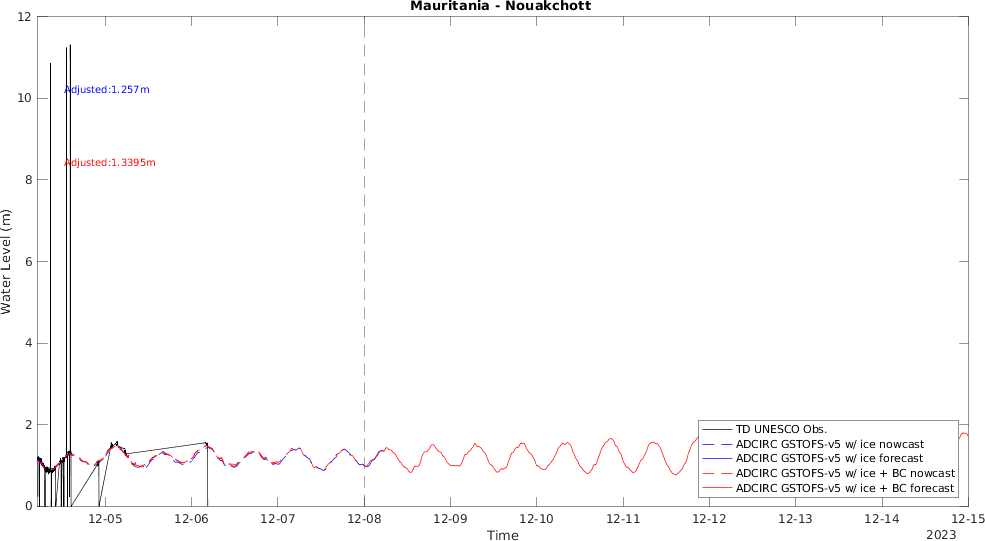 Mauritania - Nouakchott
12
10
8
6
4
2
0
Water Level (m)
Adjusted:1.257m
Adjusted:1.3395m
TD UNESCO Obs.
ADCIRC GSTOFS-v5 w/ ice nowcast
ADCIRC GSTOFS-v5 w/ ice forecast
ADCIRC GSTOFS-v5 w/ ice + BC nowcast
ADCIRC GSTOFS-v5 w/ ice + BC forecast
12-05 12-06 12-07 12-08 12-09 12-10 12-11 12-12 12-13 12-14 12-15
Time
2023